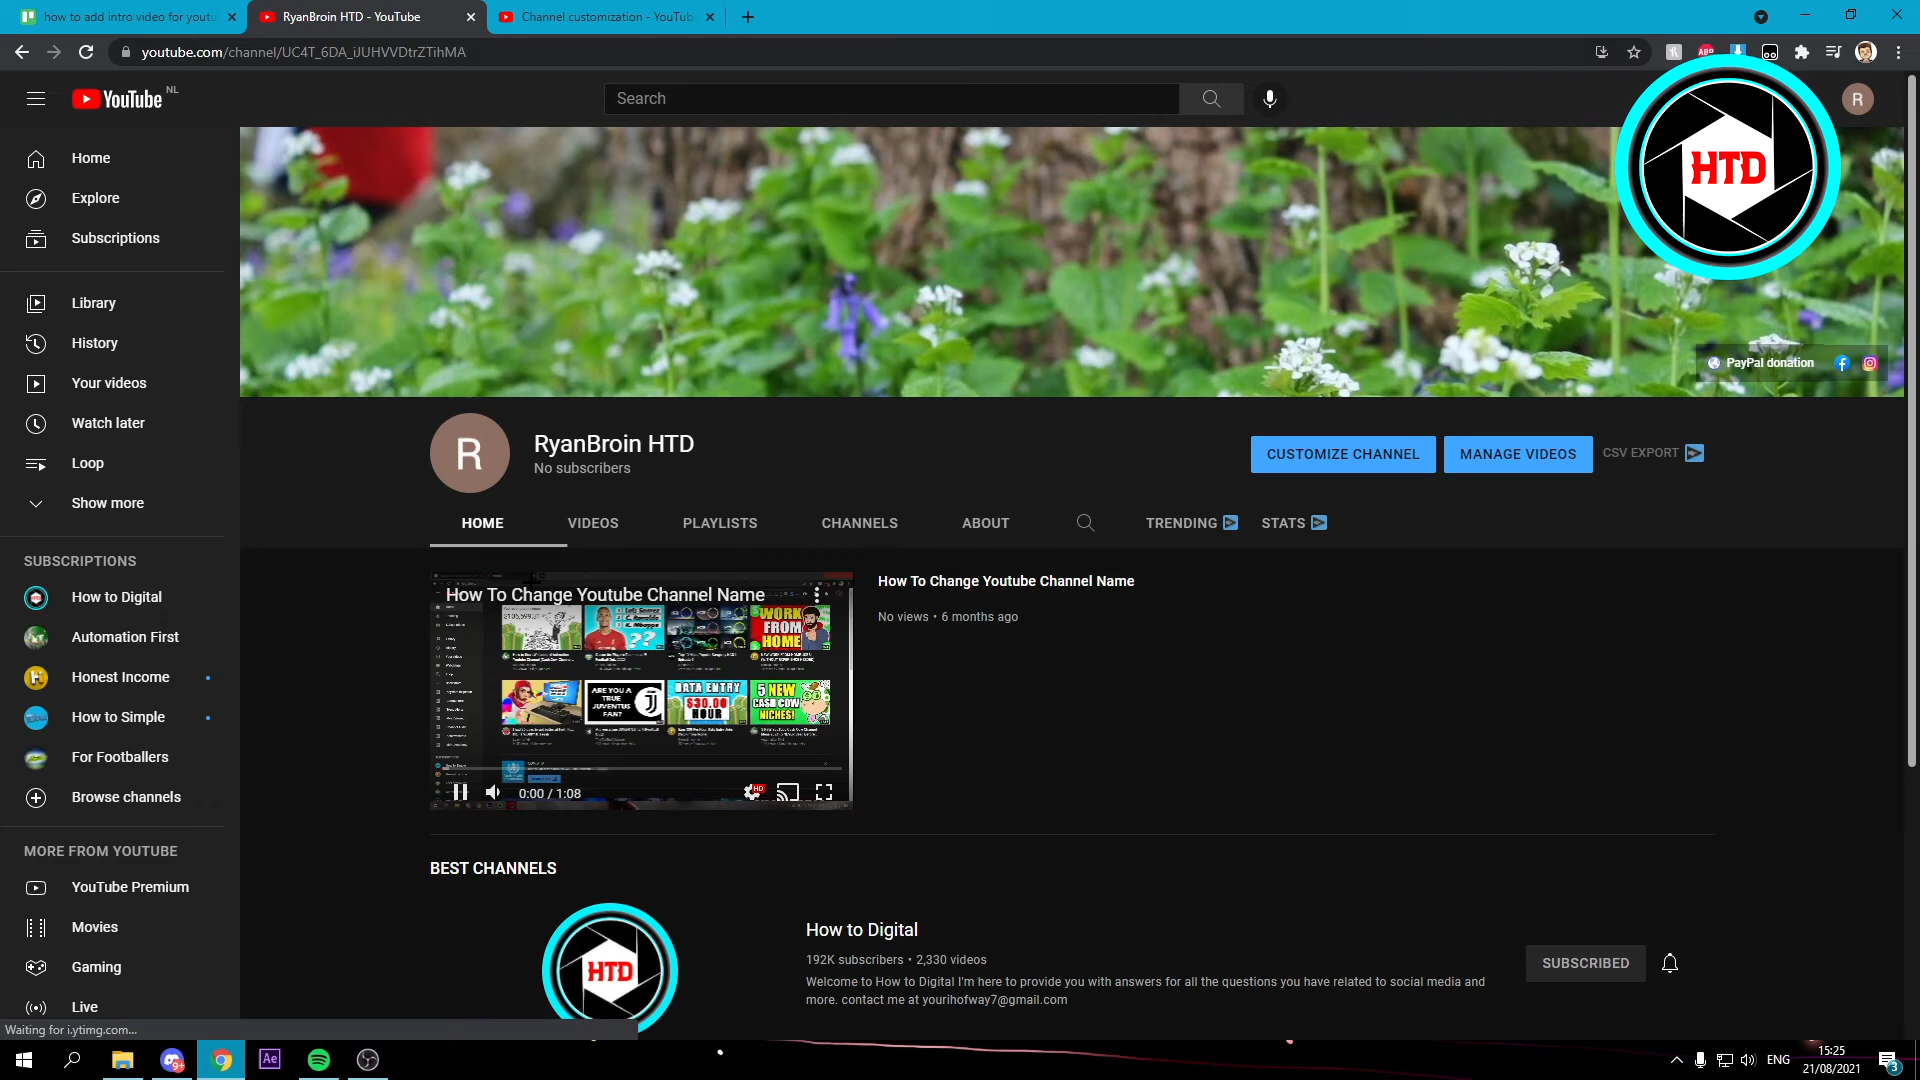 how to add intro video for youtu
RyanBroin HTD - YouTube
Channel customization - YouTube
youtube.com/channel/UC4T_6DA_iJUHVVDtrZTihMA
ABP
YouTube NL
Search
R
HTD
Home
Explore
Subscriptions
Library
History
Your videos
Watch later
Loop
Show more
SUBSCRIPTIONS
How to Digital
Automation First
Honest Income
How to Simple
For Footballers
Browse channels
MORE FROM YOUTUBE
YouTube Premium
Movies
Gaming
Live
PayPal donation
R
RyanBroin HTD
No subscribers
CUSTOMIZE CHANNEL
MANAGE VIDEOS
CSV EXPORT
HOME
VIDEOS
PLAYLISTS
CHANNELS
ABOUT
TRENDING
STATS
How To Change Youtube Channel Name
WORK FROM HOME
ARE YOU A TRUE JUVENTUS FAN?
DATA ENTRY $30.00 HOUR
5 NEW CASH COW NICHES!
0:00 / 1:08
HD
How To Change Youtube Channel Name
No views • 6 months ago
BEST CHANNELS
HTD
How to Digital
192K subscribers • 2,330 videos
Welcome to How to Digital I'm here to provide you with answers for all the questions you have related to social media and
more. contact me at yourihofway7@gmail.com
SUBSCRIBED
Waiting for i.ytimg.com...
9+
Ae
ENG
15:25
21/08/2021
3